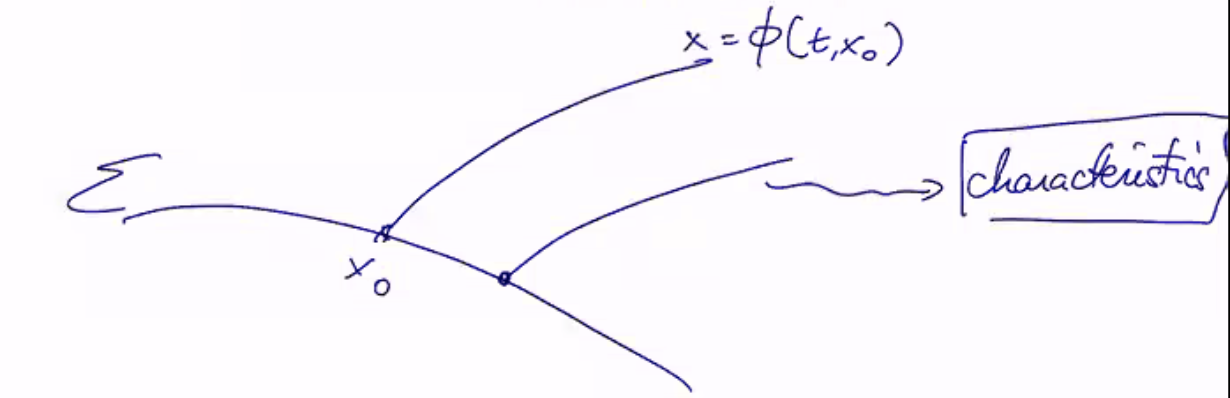 x = ϕ(t,x₀)
Σ
characteristics
x₀